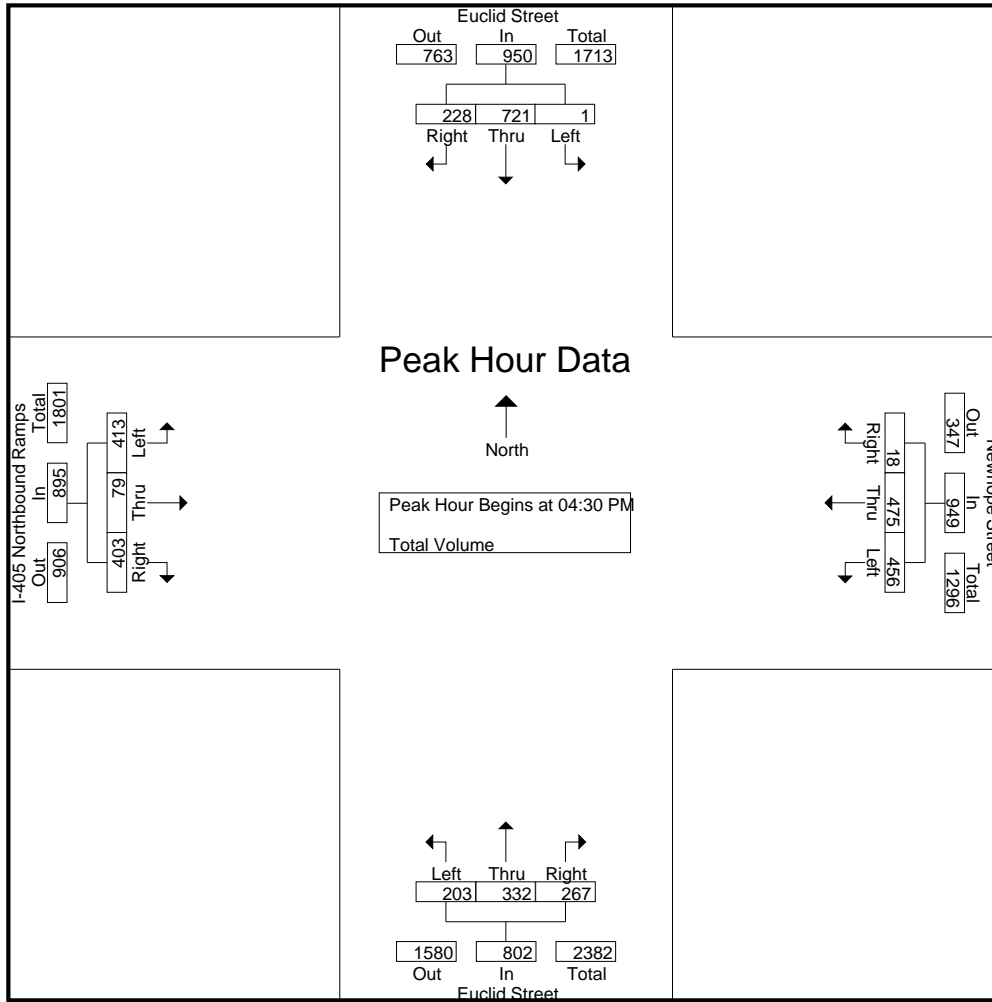 Euclid Street
Out In Total
763 950 1713
228 721 1
Right Thru Left
Peak Hour Data
North
Peak Hour Begins at 04:30 PM
Total Volume
I-405 Northbound Ramps
Out In Total
906 895 1801
403 79 413
Right Thru Left
Newhope Street
Out In Total
347 949 1296
18 475 456
Right Thru Left
Left Thru Right
203 332 267
1580 802 2382
Out In Total
Euclid Street